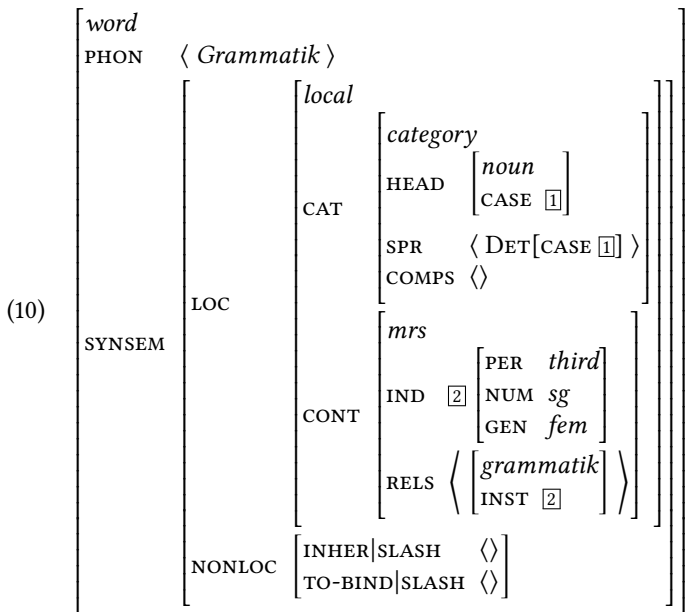 word
PHON ⟨ Grammatik ⟩
local
category
HEAD noun
CASE 1
CAT
SPR ⟨ DET[CASE 1] ⟩
COMPS ⟨⟩
(10)
LOC
SYNSEM
mrs
PER third
IND 2 NUM sg
GEN fem
CONT
RELS ⟨ grammatik
INST 2 ⟩
NONLOC INHER|SLASH ⟨⟩
TO-BIND|SLASH ⟨⟩